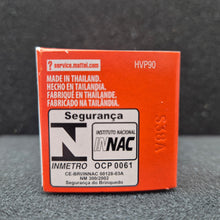 service.mattel.com
HVP90
MADE IN THAILAND.
HECHO EN TAILANDIA.
FABRIQUÉ EN THAÏLANDE.
FABRICADO NA TAILÂNDIA.
Segurança
INSTITUTO NACIONAL
INNAC
INMETRO
OCP 0061
CE-BRI/INNAC 00128-03A
NM 300/2002
Segurança do Brinquedo